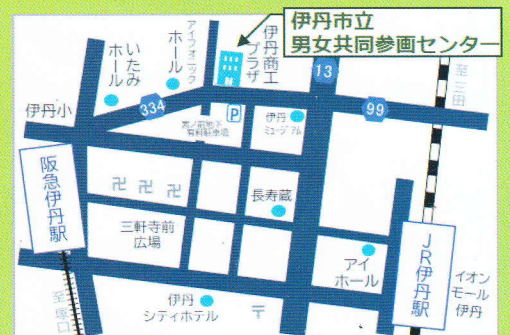 伊丹市立
男女共同参画センター
伊丹商工プラザ
アイフォニックホール
いたみホール
13
至三田
334
99
伊丹小
P
宮ノ前地下
有料駐車場
伊丹
ミュージアム
阪急伊丹駅
卍 卍 卍
長寿蔵
三軒寺前
広場
JR伊丹駅
アイ
ホール
イオン
モール
伊丹
至塚口
伊丹
シティホテル
〒